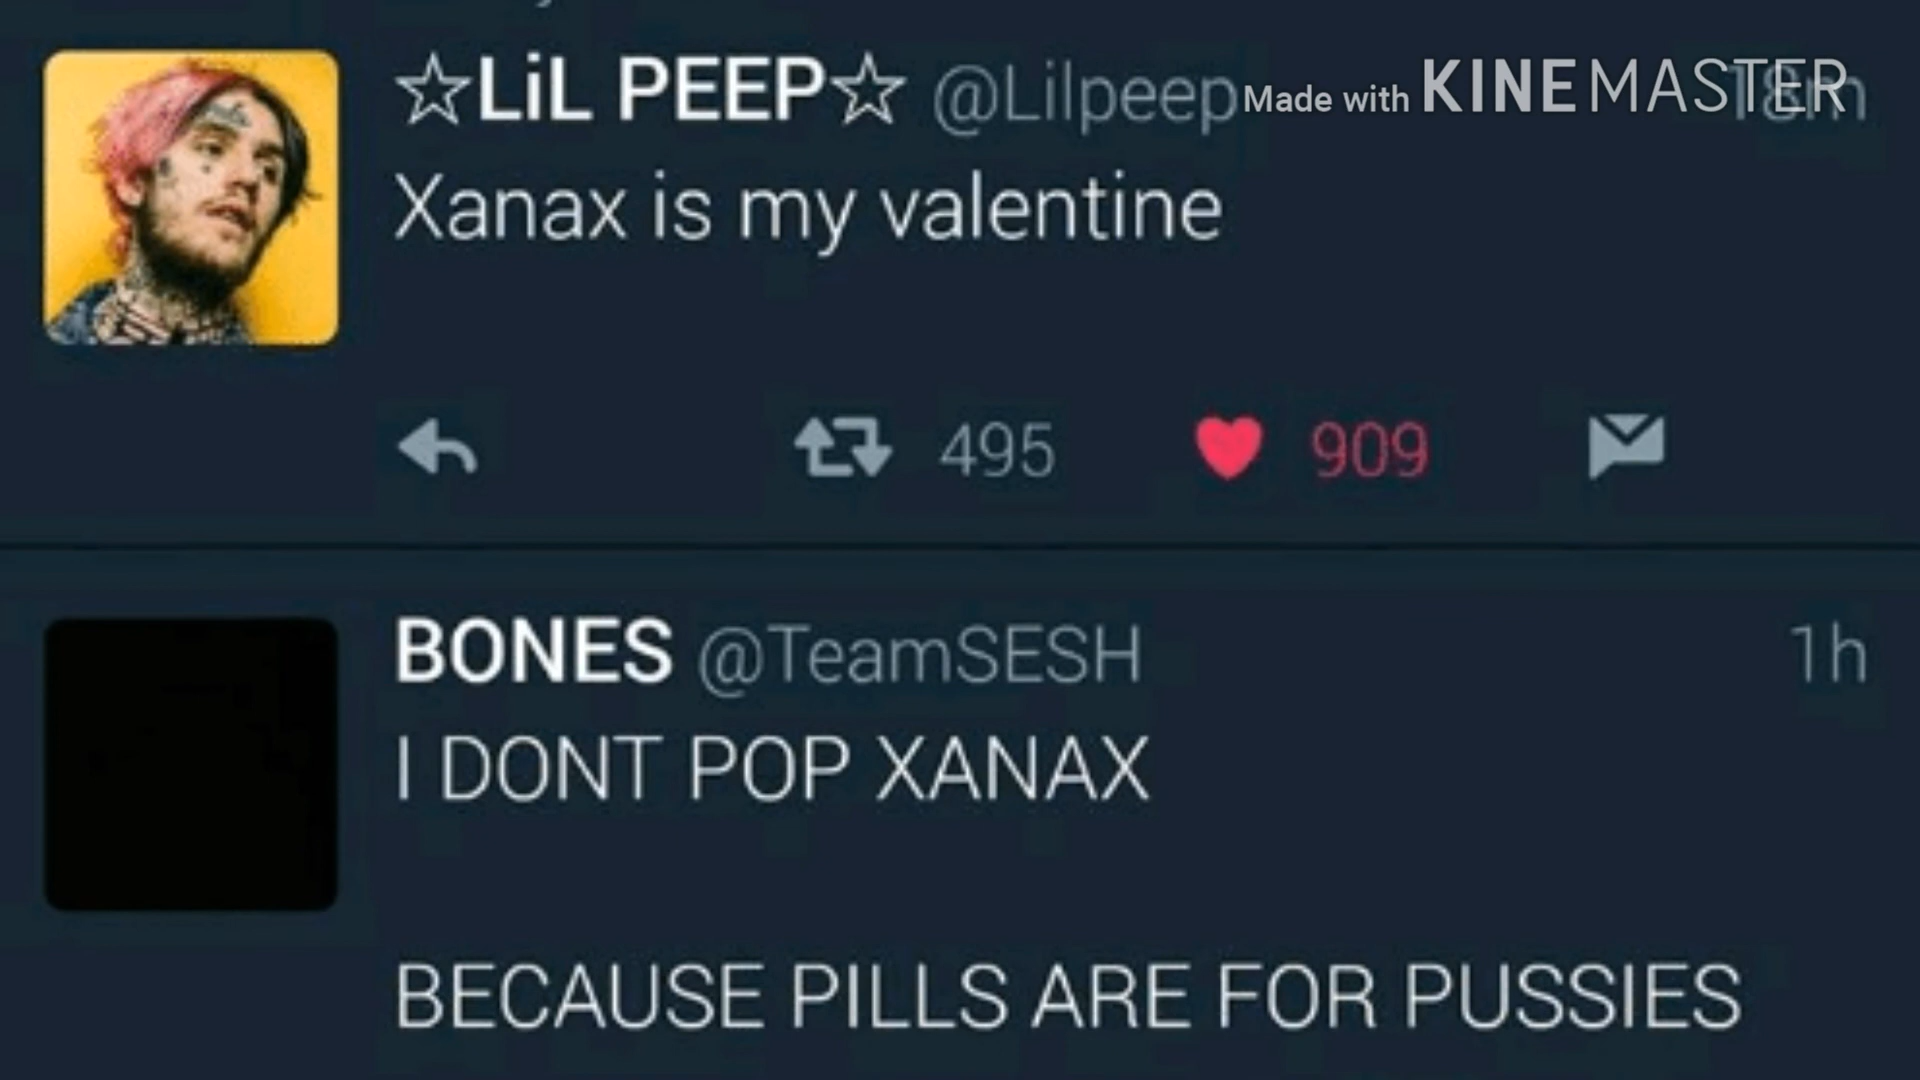 ☆LiL PEEP☆ @Lilpeep Made with KINEMASTER 18m
Xanax is my valentine
495 909
BONES @TeamSESH 1h
I DONT POP XANAX
BECAUSE PILLS ARE FOR PUSSIES